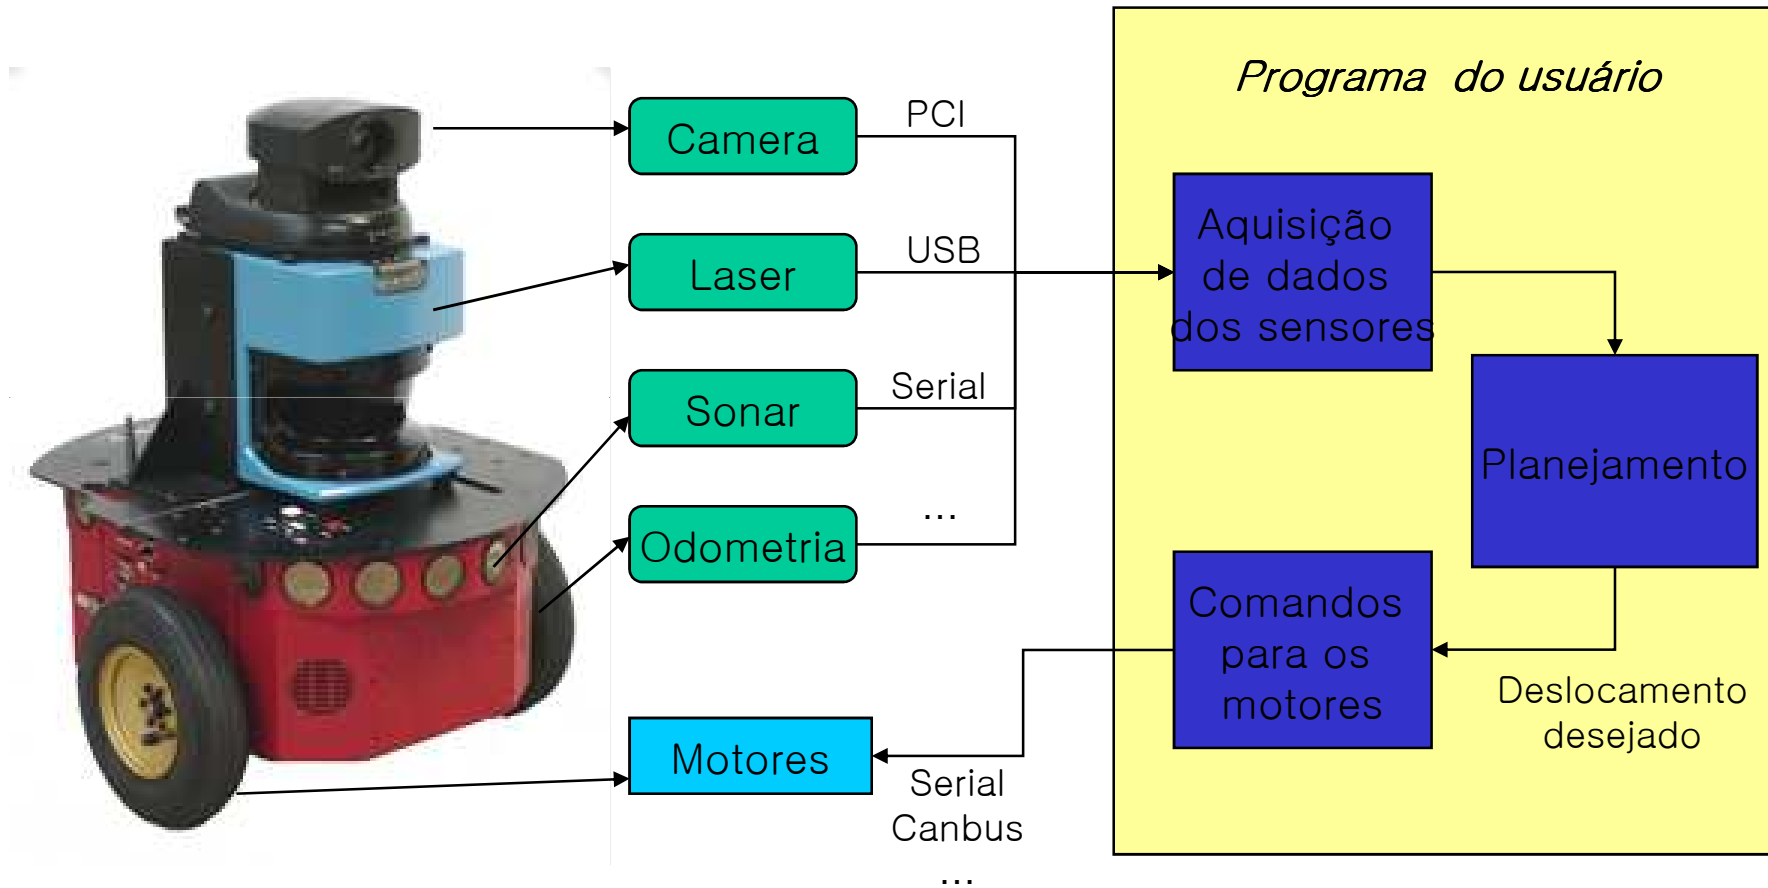 Programa do usuário
Camera
PCI
Laser
USB
Sonar
Serial
Odometria
...
Aquisição
de dados
dos sensores
Planejamento
Comandos
para os
motores
Deslocamento
desejado
Motores
Serial
Canbus
...